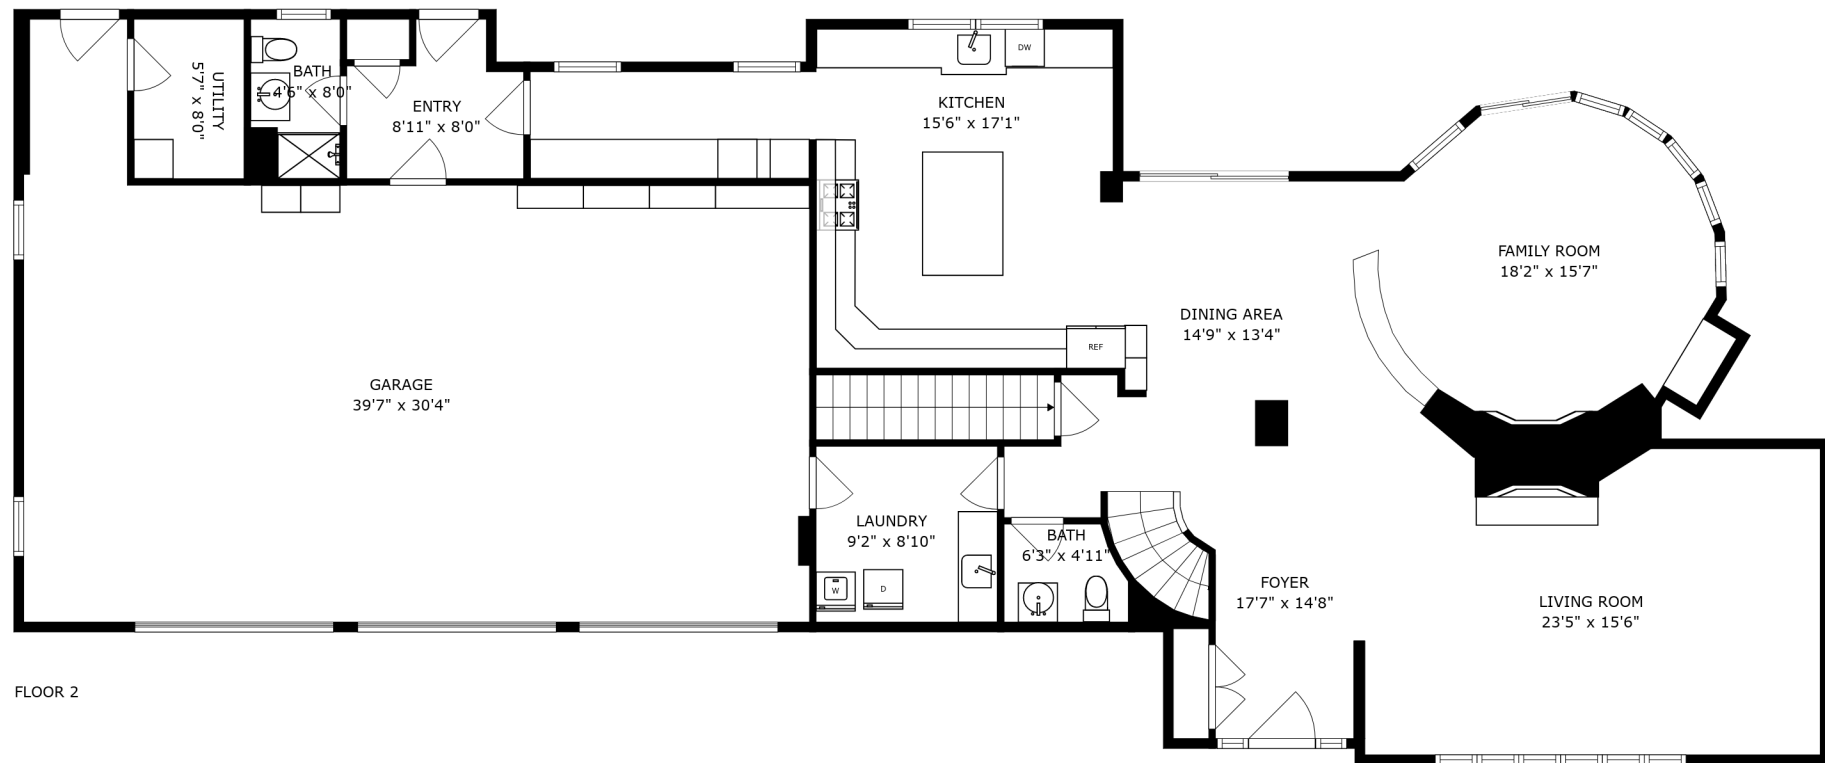 UTILITY
5'7" x 8'0"
BATH
4'6" x 8'0"
ENTRY
8'11" x 8'0"
KITCHEN
15'6" x 17'1"
DW
FAMILY ROOM
18'2" x 15'7"
DINING AREA
14'9" x 13'4"
REF
GARAGE
39'7" x 30'4"
LAUNDRY
9'2" x 8'10"
W
D
BATH
6'3" x 4'11"
FOYER
17'7" x 14'8"
LIVING ROOM
23'5" x 15'6"
FLOOR 2